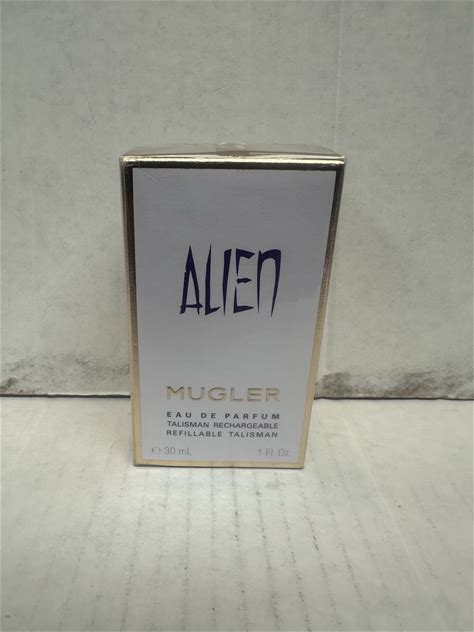 ALIEN
MUGLER
EAU DE PARFUM
TALISMAN RECHARGEABLE
REFILLABLE TALISMAN
℮ 30 mL 1 Fl. Oz.